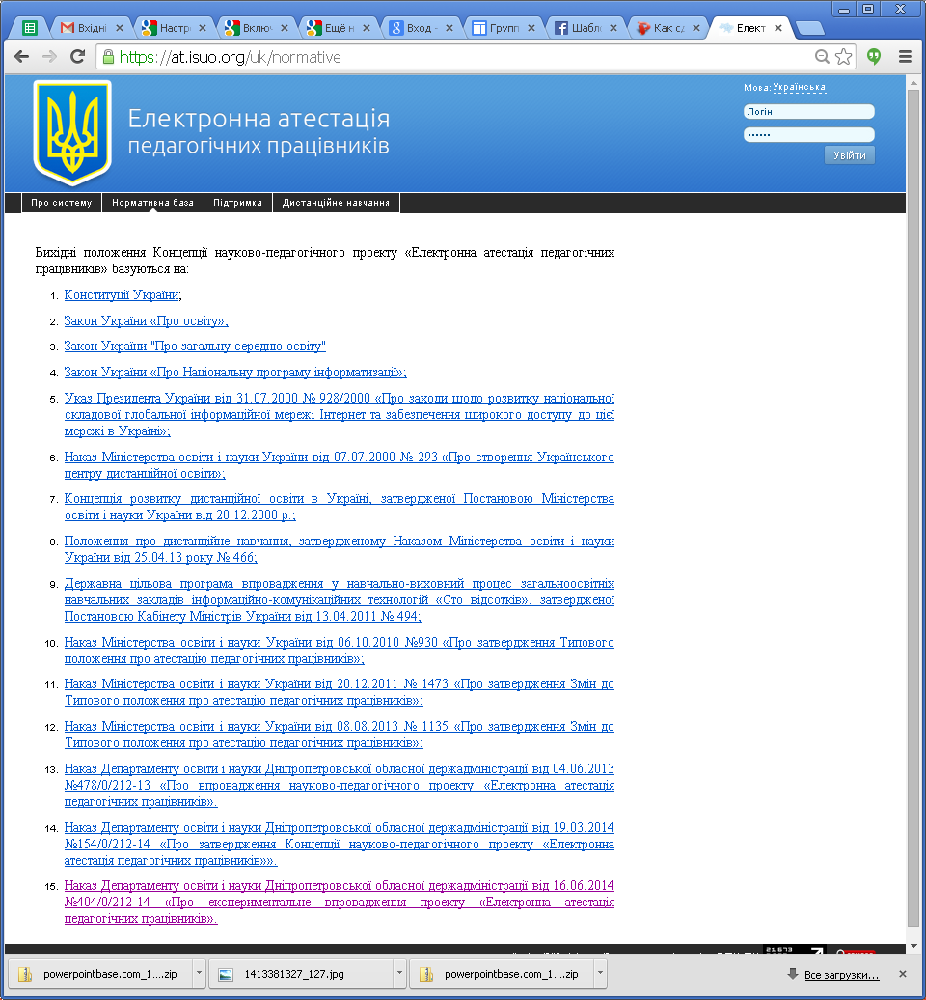 Вхідні
Настро
Включ
Ещё н
Вход -
Групп
Шабло
Как сд
Елект
https://at.isuo.org/uk/normative
Мова: Українська
Електронна атестація
педагогічних працівників
Логін
••••••
Увійти
Про систему
Нормативна база
Підтримка
Дистанційне навчання
Вихідні положення Концепції науково-педагогічного проекту «Електронна атестація педагогічних
працівників» базуються на:
1. Конституції України;
2. Закон України «Про освіту»;
3. Закон України "Про загальну середню освіту"
4. Закон України «Про Національну програму інформатизації»;
5. Указ Президента України від 31.07.2000 № 928/2000 «Про заходи щодо розвитку національної
складової глобальної інформаційної мережі Інтернет та забезпечення широкого доступу до цієї
мережі в Україні»;
6. Наказ Міністерства освіти і науки України від 07.07.2000 № 293 «Про створення Українського
центру дистанційної освіти»;
7. Концепція розвитку дистанційної освіти в Україні, затвердженої Постановою Міністерства
освіти і науки України від 20.12.2000 р.;
8. Положення про дистанційне навчання, затвердженому Наказом Міністерства освіти і науки
України від 25.04.13 року № 466;
9. Державна цільова програма впровадження у навчально-виховний процес загальноосвітніх
навчальних закладів інформаційно-комунікаційних технологій «Сто відсотків», затвердженої
Постановою Кабінету Міністрів України від 13.04.2011 № 494;
10. Наказ Міністерства освіти і науки України від 06.10.2010 №930 «Про затвердження Типового
положення про атестацію педагогічних працівників»;
11. Наказ Міністерства освіти і науки України від 20.12.2011 № 1473 «Про затвердження Змін до
Типового положення про атестацію педагогічних працівників»;
12. Наказ Міністерства освіти і науки України від 08.08.2013 № 1135 «Про затвердження Змін до
Типового положення про атестацію педагогічних працівників»;
13. Наказ Департаменту освіти і науки Дніпропетровської обласної держадміністрації від 04.06.2013
№478/0/212-13 «Про впровадження науково-педагогічного проекту «Електронна атестація
педагогічних працівників».
14. Наказ Департаменту освіти і науки Дніпропетровської обласної держадміністрації від 19.03.2014
№154/0/212-14 «Про затвердження Концепції науково-педагогічного проекту «Електронна
атестація педагогічних працівників»».
15. Наказ Департаменту освіти і науки Дніпропетровської обласної держадміністрації від 16.06.2014
№404/0/212-14 «Про експериментальне впровадження проекту «Електронна атестація
педагогічних працівників».
powerpointbase.com_1....zip
1413381327_127.jpg
powerpointbase.com_1....zip
Все загрузки...